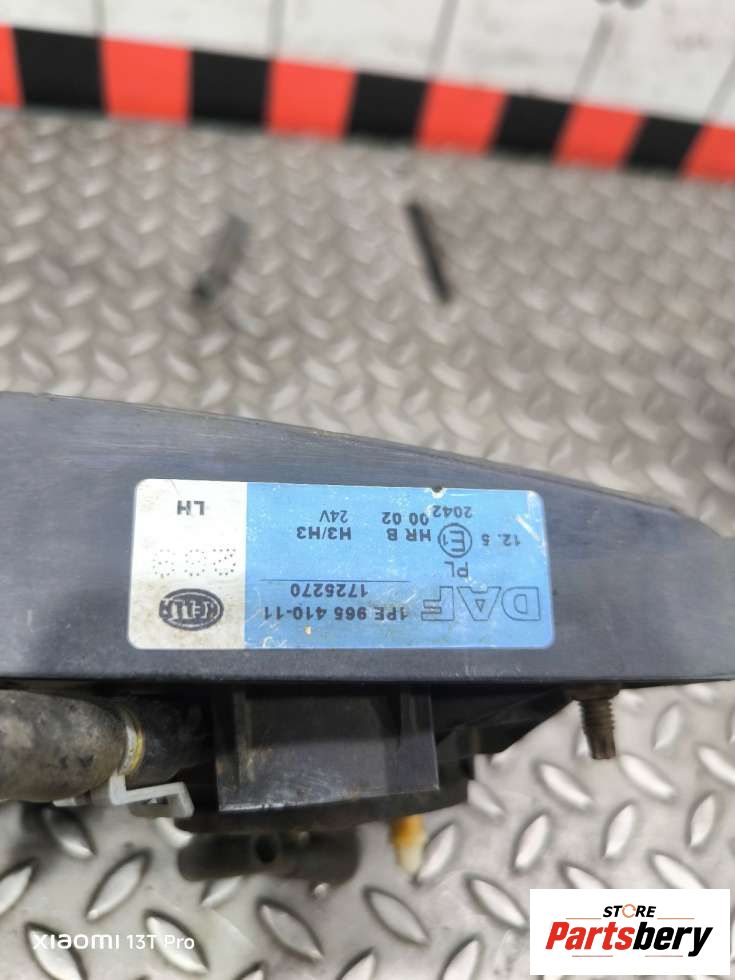 DAF
1PE 965 410-11
1725270
PL
12. 5 E1 HR B H3/H3
00 02 24V
2042
HELLA
LH
XIAOMI 13T Pro
STORE
Partsbery